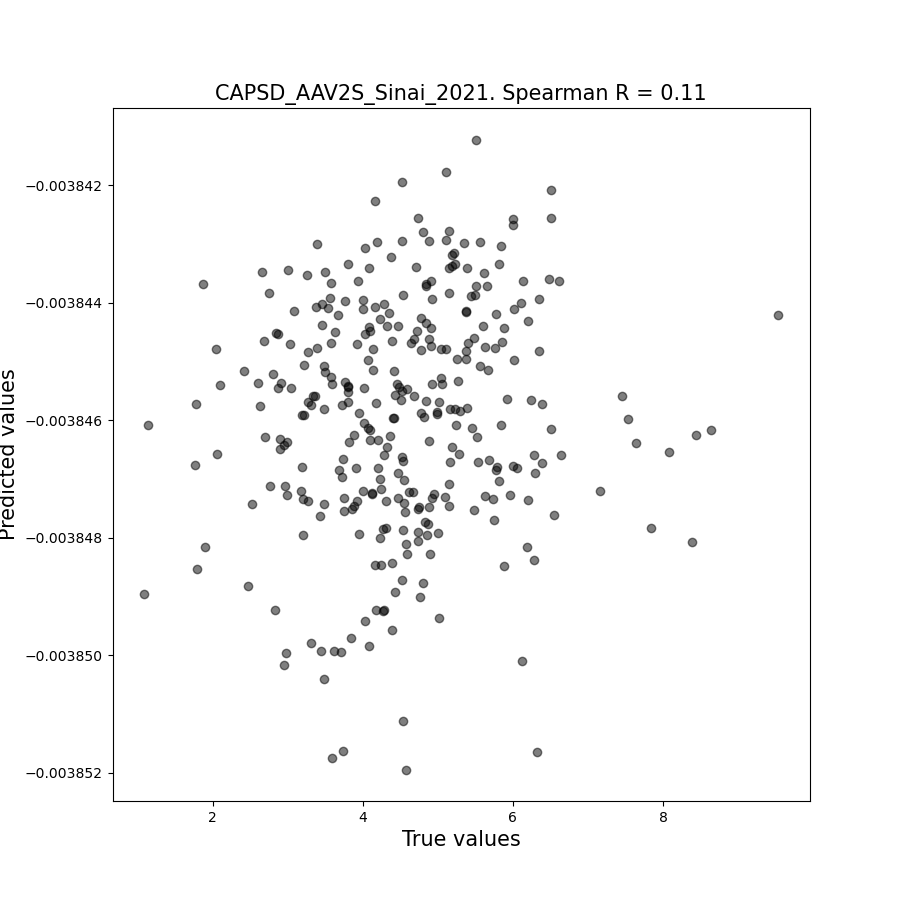 CAPSD_AAV2S_Sinai_2021. Spearman R = 0.11
Predicted values
−0.003842
−0.003844
−0.003846
−0.003848
−0.003850
−0.003852
2 4 6 8
True values